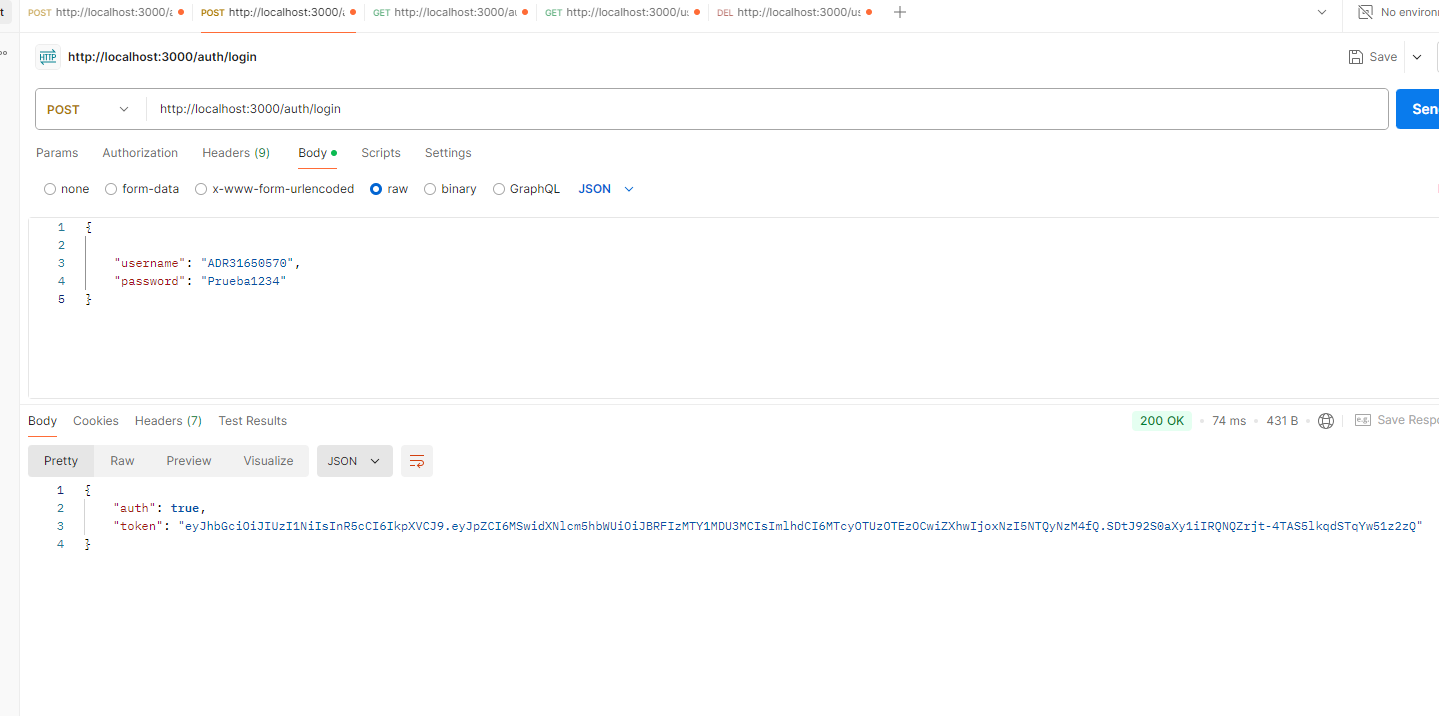 POST http://localhost:3000/a POST http://localhost:3000/a GET http://localhost:3000/au GET http://localhost:3000/us DEL http://localhost:3000/us + No environ
HTTP http://localhost:3000/auth/login Save
POST http://localhost:3000/auth/login Sen
Params Authorization Headers (9) Body Scripts Settings
none form-data x-www-form-urlencoded raw binary GraphQL JSON
1 {
2
3 "username": "ADR31650570",
4 "password": "Prueba1234"
5 }
Body Cookies Headers (7) Test Results 200 OK 74 ms 431 B e.g. Save Respo
Pretty Raw Preview Visualize JSON
1 {
2 "auth": true,
3 "token": "eyJhbGciOiJIUzI1NiIsInR5cCI6IkpXVCJ9.eyJpZCI6MSwidXNlcm5hbWUiOiJBRFIzMTY1MDU3MCIsImlhdCI6MTcyOTUzOTEzOCwiZXhwIjoxNzI5NTQyNzM4fQ.SDtJ92S0aXy1iIRQNQZrjt-4TAS5lkqdSTqYw51z2zQ"
4 }